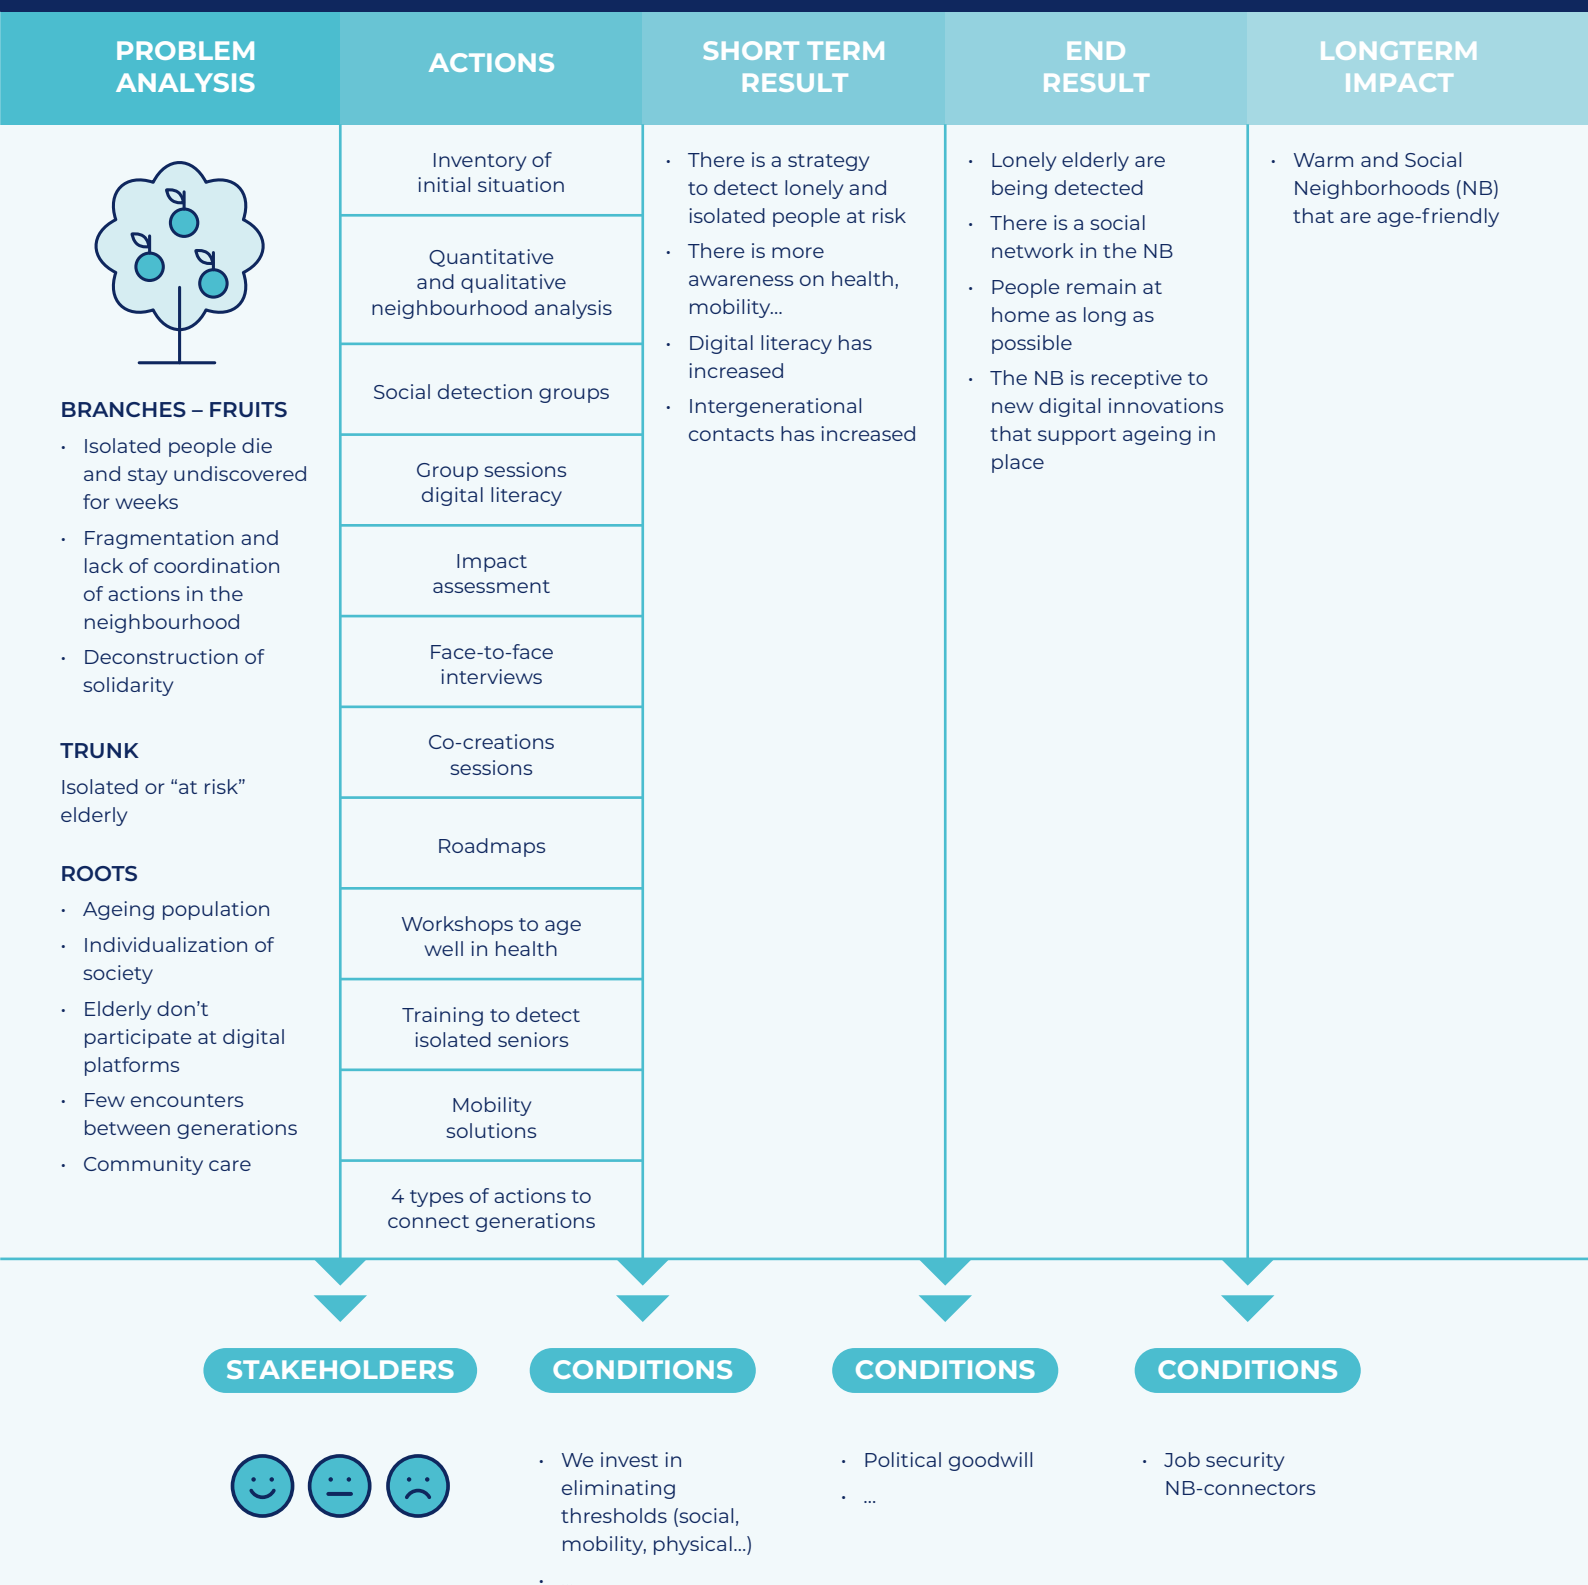 PROBLEM
ANALYSIS
ACTIONS
SHORT TERM
RESULT
END
RESULT
LONGTERM
IMPACT
BRANCHES – FRUITS
• Isolated people die
and stay undiscovered
for weeks
• Fragmentation and
lack of coordination
of actions in the
neighbourhood
• Deconstruction of
solidarity
TRUNK
Isolated or “at risk”
elderly
ROOTS
• Ageing population
• Individualization of
society
• Elderly don’t
participate at digital
platforms
• Few encounters
between generations
• Community care
Inventory of
initial situation
Quantitative
and qualitative
neighbourhood analysis
Social detection groups
Group sessions
digital literacy
Impact
assessment
Face-to-face
interviews
Co-creations
sessions
Roadmaps
Workshops to age
well in health
Training to detect
isolated seniors
Mobility
solutions
4 types of actions to
connect generations
• There is a strategy
to detect lonely and
isolated people at risk
• There is more
awareness on health,
mobility...
• Digital literacy has
increased
• Intergenerational
contacts has increased
• Lonely elderly are
being detected
• There is a social
network in the NB
• People remain at
home as long as
possible
• The NB is receptive to
new digital innovations
that support ageing in
place
• Warm and Social
Neighborhoods (NB)
that are age-friendly
STAKEHOLDERS
CONDITIONS
• We invest in
eliminating
thresholds (social,
mobility, physical...)
•
CONDITIONS
• Political goodwill
• ...
CONDITIONS
• Job security
NB-connectors